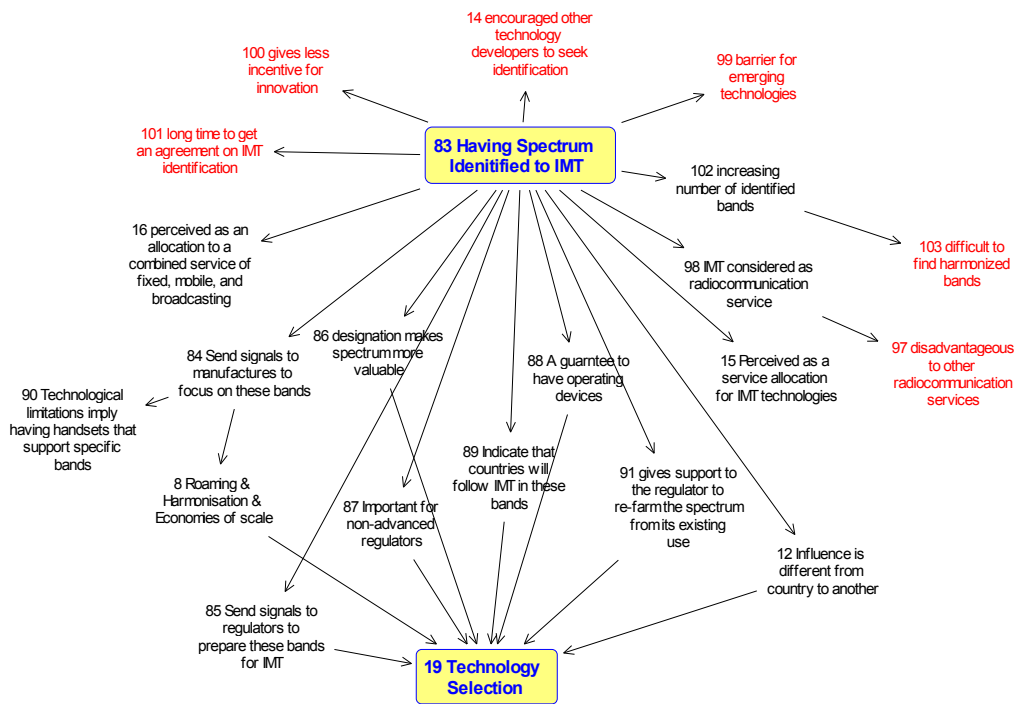 14 encouraged other
technology
developers to seek
identification
100 gives less
incentive for
innovation
99 barrier for
emerging
technologies
101 long time to get
an agreement on IMT
identification
83 Having Spectrum
Idenitified to IMT
102 increasing
number of identified
bands
16 perceived as an
allocation to a
combined service of
fixed, mobile, and
broadcasting
103 difficult to
find harmonized
bands
98 IMT considered as
radiocommunication
service
86 designation makes
spectrum more
valuable
84 Send signals to
manufactures to
focus on these bands
88 A guarntee to
have operating
devices
15 Perceived as a
service allocation
for IMT technologies
97 disadvantageous
to other
radiocommunication
services
90 Technological
limitations imply
having handsets that
support specific
bands
89 Indicate that
countries will
follow IMT in these
bands
91 gives support to
the regulator to
re-farm the spectrum
from its existing
use
8 Roaming &
Harmonisation &
Economies of scale
87 Important for
non-advanced
regulators
12 Influence is
different from
country to another
85 Send signals to
regulators to
prepare these bands
for IMT
19 Technology
Selection